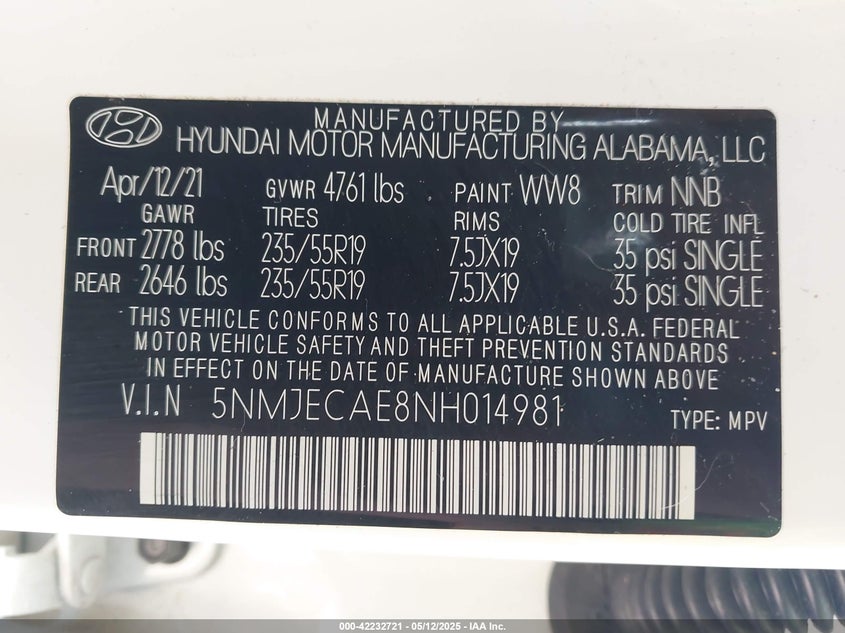 MANUFACTURED BY
HYUNDAI MOTOR MANUFACTURING ALABAMA, LLC
Apr/12/21 GVWR 4761 lbs PAINT WW8 TRIM NNB
GAWR TIRES RIMS COLD TIRE INFL
FRONT 2778 lbs 235/55R19 7.5JX19 35 psi SINGLE
REAR 2646 lbs 235/55R19 7.5JX19 35 psi SINGLE
THIS VEHICLE CONFORMS TO ALL APPLICABLE U.S.A. FEDERAL
MOTOR VEHICLE SAFETY AND THEFT PREVENTION STANDARDS
IN EFFECT ON THE DATE OF MANUFACTURE SHOWN ABOVE
V.I.N 5NMJECAE8NH014981 TYPE: MPV
000-42232721 - 05/12/2025 - IAA Inc.